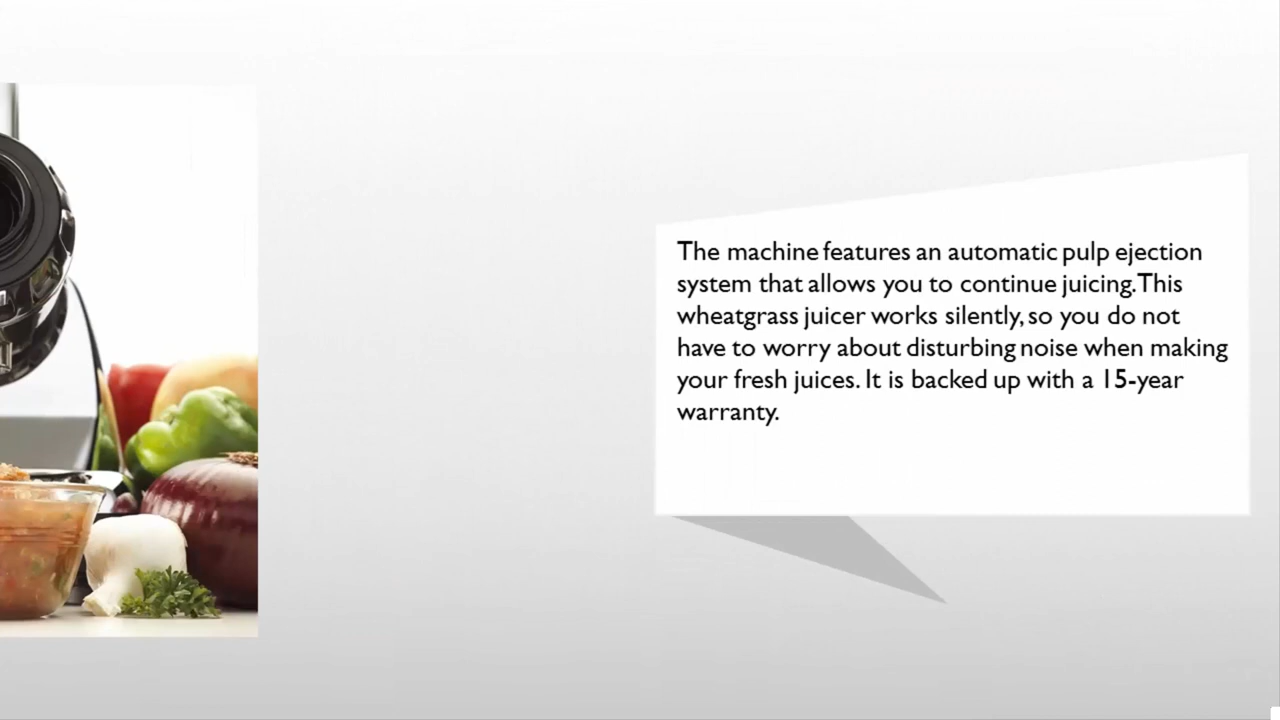 The machine features an automatic pulp ejection
system that allows you to continue juicing. This
wheatgrass juicer works silently, so you do not
have to worry about disturbing noise when making
your fresh juices. It is backed up with a 15-year
warranty.